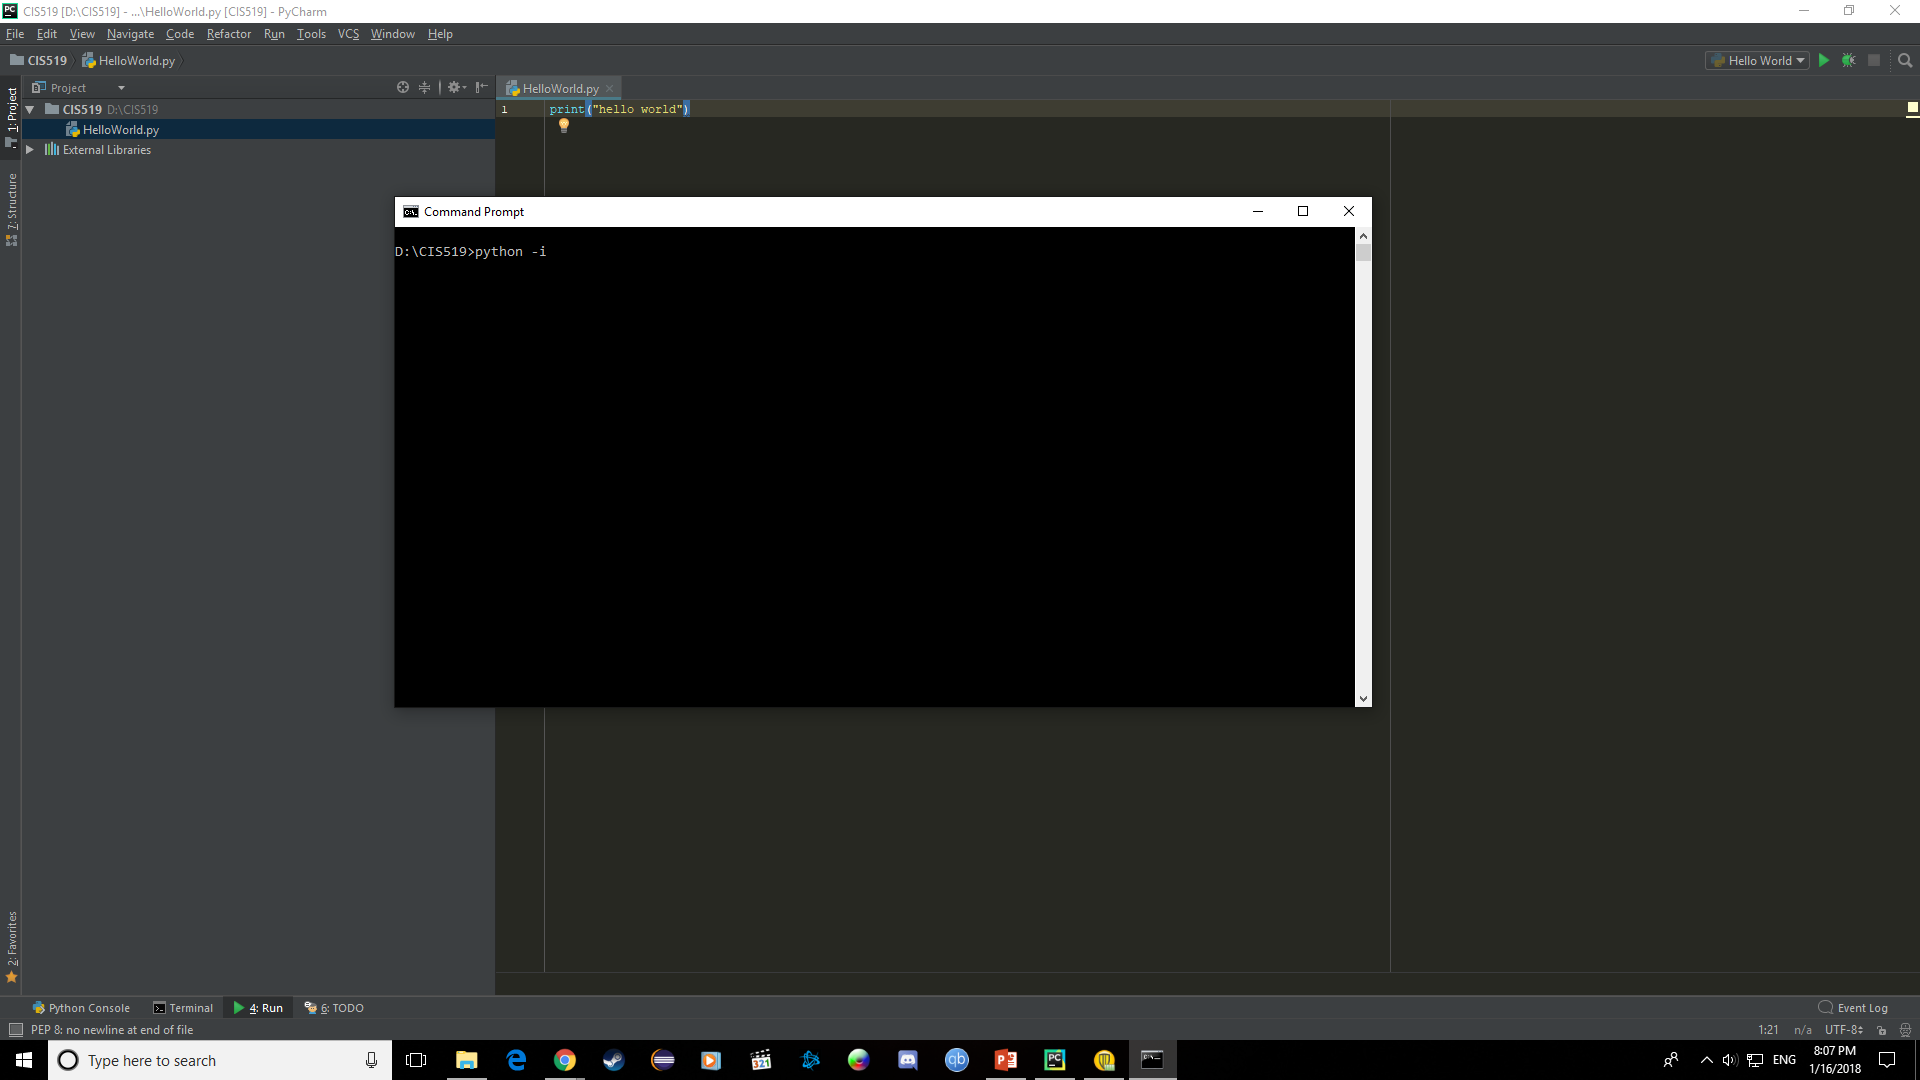 CIS519 [D:\CIS519] - ...\HelloWorld.py [CIS519] - PyCharm
File Edit View Navigate Code Refactor Run Tools VCS Window Help
CIS519 HelloWorld.py
Hello World
Project
HelloWorld.py
1: Project
CIS519 D:\CIS519
1 print("hello world")
HelloWorld.py
External Libraries
7: Structure
Command Prompt
D:\CIS519>python -i
2: Favorites
Python Console Terminal 4: Run 6: TODO
Event Log
PEP 8: no newline at end of file
1:21 n/a UTF-8
Type here to search
ENG
8:07 PM
1/16/2018